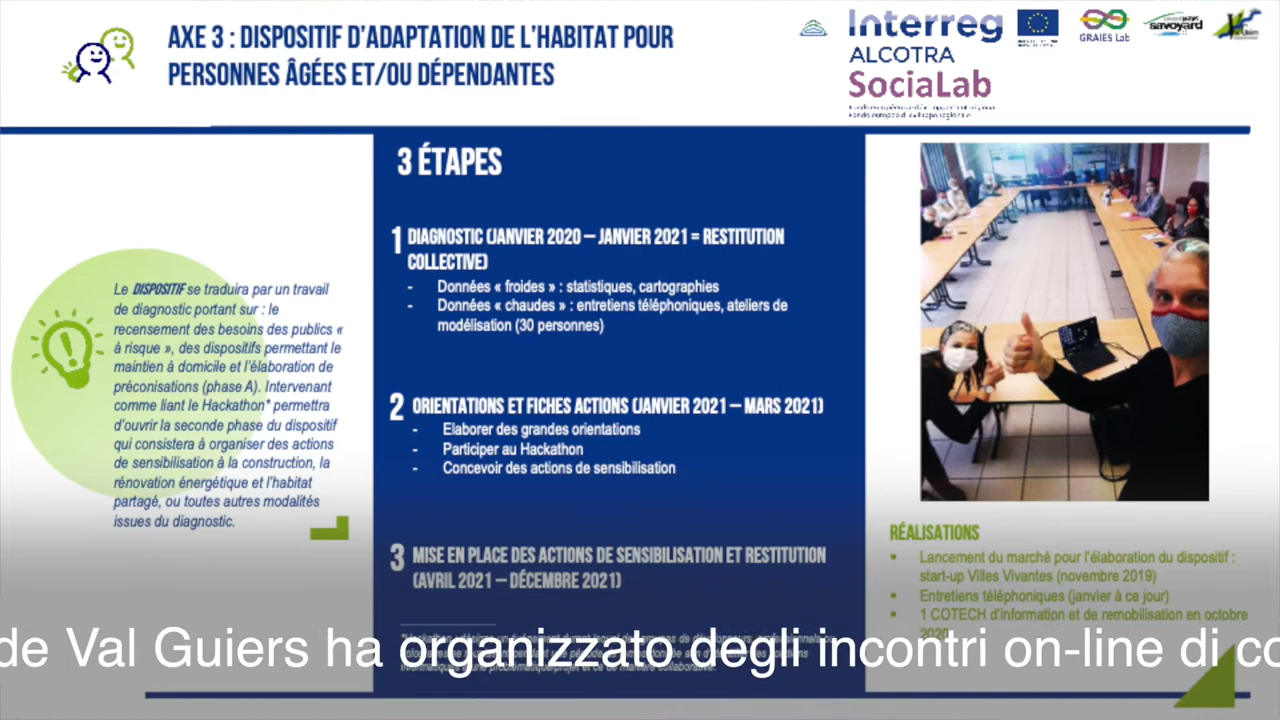 AXE 3 : DISPOSITIF D'ADAPTATION DE L'HABITAT POUR
PERSONNES ÂGÉES ET/OU DÉPENDANTES
Interreg
ALCOTRA
SociaLab
GRAIES Lab
savoyard
3 ÉTAPES
1 DIAGNOSTIC (JANVIER 2020 – JANVIER 2021 = RESTITUTION
COLLECTIVE)
- Données « froides » : statistiques, cartographies
- Données « chaudes » : entretiens téléphoniques, ateliers de
modélisation (30 personnes)
2 ORIENTATIONS ET FICHES ACTIONS (JANVIER 2021 – MARS 2021)
- Elaborer des grandes orientations
- Participer au Hackathon
- Concevoir des actions de sensibilisation
3 MISE EN PLACE DES ACTIONS DE SENSIBILISATION ET RESTITUTION
(AVRIL 2021 – DÉCEMBRE 2021)
Le DISPOSITIF se traduira par un travail
de diagnostic portant sur : le
recensement des besoins des publics «
à risque », des dispositifs permettant le
maintien à domicile et l'élaboration de
préconisations (phase A). Intervenant
comme liant le Hackathon* permettra
d'ouvrir la seconde phase du dispositif
qui consistera à organiser des actions
de sensibilisation à la construction, la
rénovation énergétique et l'habitat
partagé, ou toutes autres modalités
issues du diagnostic.
RÉALISATIONS
▪ Lancement du marché pour l'élaboration du dispositif :
start-up Villes Vivantes (novembre 2019)
▪ Entretiens téléphoniques (janvier à ce jour)
▪ 1 COTECH d'information et de remobilisation en octobre
2020
de Val Guiers ha organizzato degli incontri on-line di co